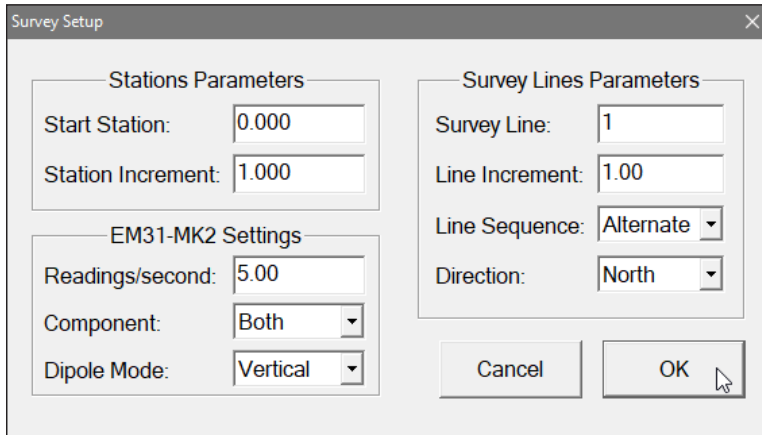 Survey Setup
Stations Parameters
Start Station: 0.000
Station Increment: 1.000
EM31-MK2 Settings
Readings/second: 5.00
Component: Both
Dipole Mode: Vertical
Survey Lines Parameters
Survey Line: 1
Line Increment: 1.00
Line Sequence: Alternate
Direction: North
Cancel
OK